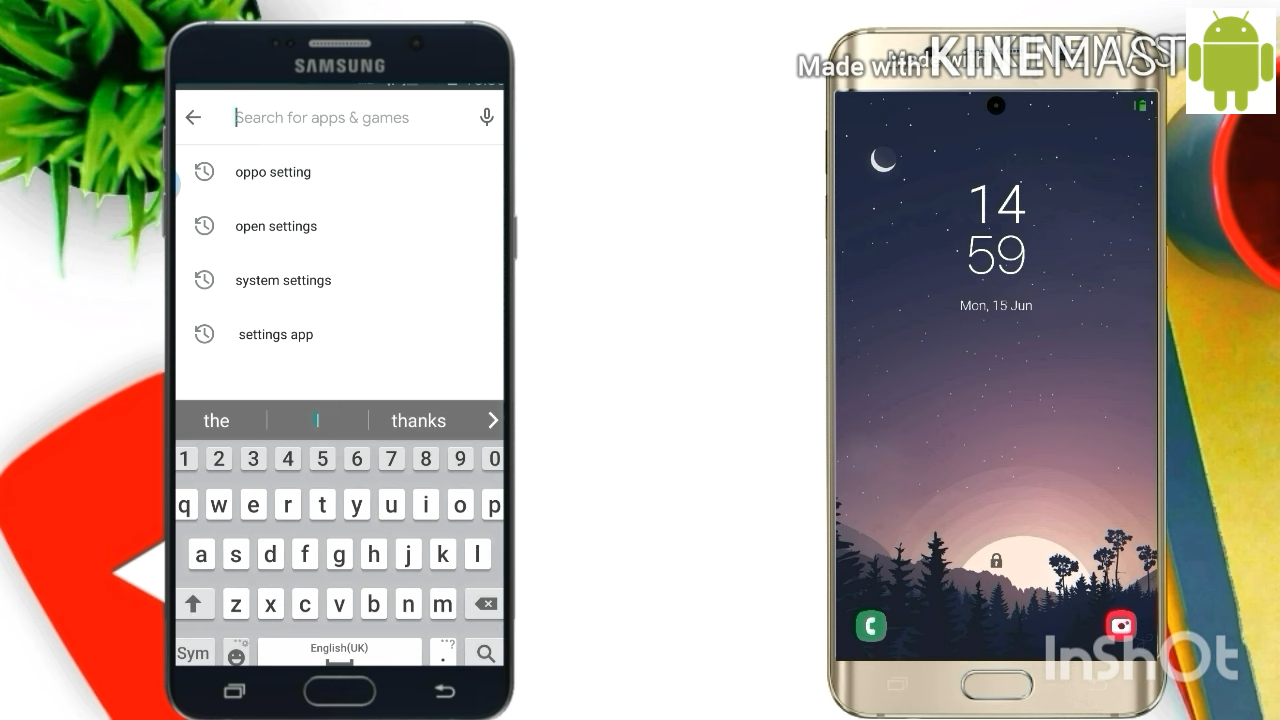 SAMSUNG
Search for apps & games
oppo setting
open settings
system settings
settings app
the
I
thanks
1 2 3 4 5 6 7 8 9 0
q w e r t y u i o p
a s d f g h j k l
z x c v b n m
Sym
English(UK)
. ?
Made with KINEMAST
14
59
Mon, 15 Jun
InShOt